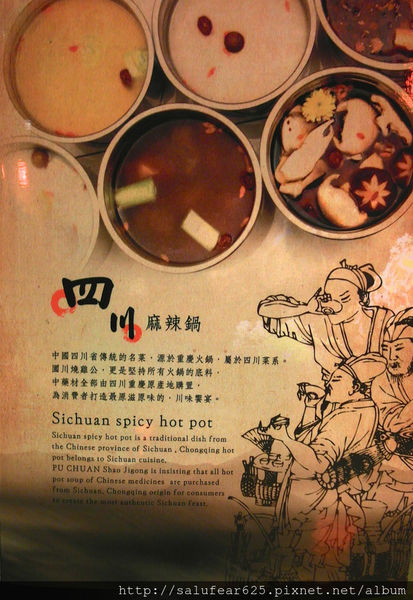 四川 麻辣鍋
中國四川省傳統的名菜，源於重慶火鍋，屬於四川菜系。
圃川燒雞公，更是堅持所有火鍋的底料，
中藥材全部由四川重慶原產地購置，
為消費者打造最原滋原味的，川味饗宴。
Sichuan spicy hot pot
Sichuan spicy hot pot is a traditional dish from
the Chinese province of Sichuan , Chongqing hot
pot belongs to Sichuan cuisine.
PU CHUAN Shao Jigong is insisting that all hot
pot soup of Chinese medicines are purchased
from Sichuan, Chongqing origin for consumers
to create the most authentic Sichuan feast.
http://salufear625.pixnet.net/album